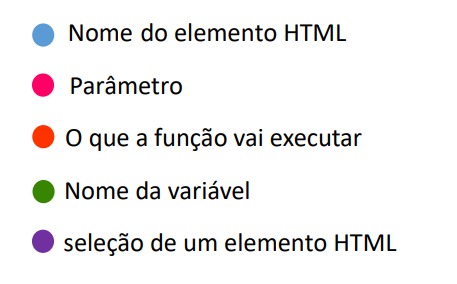 Nome do elemento HTML
Parâmetro
O que a função vai executar
Nome da variável
seleção de um elemento HTML